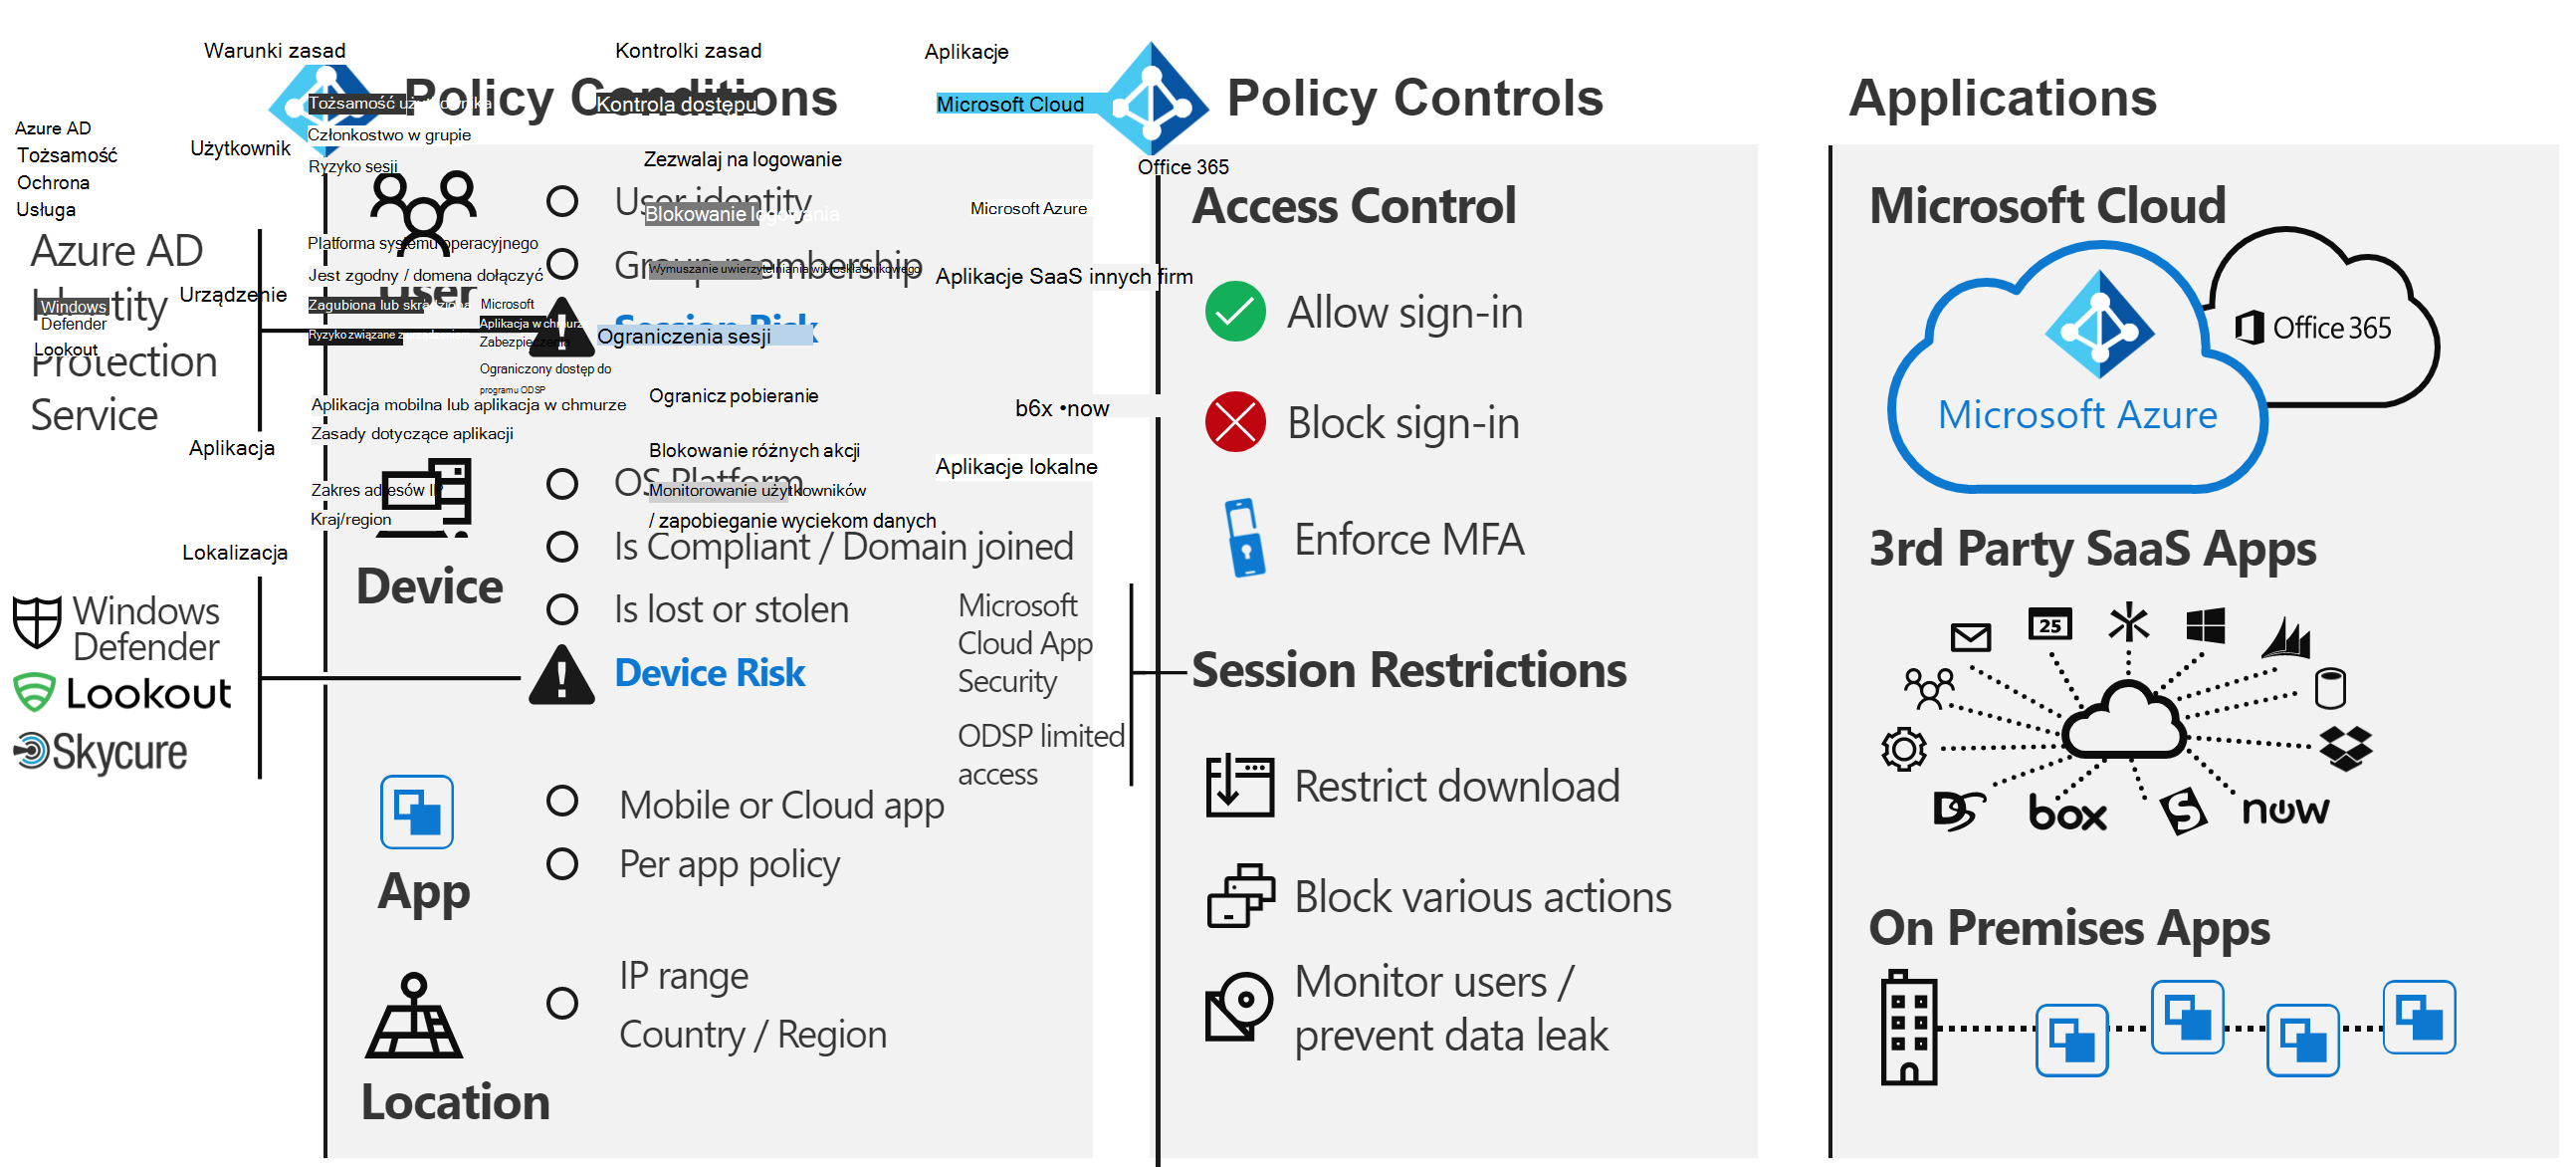 Warunki zasad
Kontrolki zasad
Aplikacje
Policy Conditions
Policy Controls
Applications
Tożsamość użytkownika
Kontrola dostępu
Microsoft Cloud
Azure AD
Tożsamość
Ochrona
Usługa
Użytkownik
Członkostwo w grupie
Ryzyko sesji
Zezwalaj na logowanie
Blokowanie logowania
Wymuszanie uwierzytelniania wieloskładnikowego
Office 365
Microsoft Azure
Aplikacje SaaS innych firm
Azure AD
Identity
Protection
Service
Urządzenie
Windows
Defender
Lookout
Platforma systemu operacyjnego
Jest zgodny / domena dołączyć
Zagubiona lub skradziona
Ryzyko związane z urządzeniem
Microsoft
Aplikacja w chmurze
Zabezpieczenia
Ograniczony dostęp do
programu ODSP
Ograniczenia sesji
Ogranicz pobieranie
b6x •now
Aplikacja mobilna lub aplikacja w chmurze
Zasady dotyczące aplikacji
Aplikacja
Blokowanie różnych akcji
Aplikacje lokalne
Zakres adresów IP
Kraj/region
Monitorowanie użytkowników
/ zapobieganie wyciekom danych
Lokalizacja
User
User identity
Group membership
Session Risk
Device
OS Platform
Is Compliant / Domain joined
Is lost or stolen
Device Risk
Windows
Defender
Lookout
Skycure
App
Mobile or Cloud app
Per app policy
Location
IP range
Country / Region
Access Control
Allow sign-in
Block sign-in
Enforce MFA
Microsoft
Cloud App
Security
ODSP limited
access
Session Restrictions
Restrict download
Block various actions
Monitor users /
prevent data leak
Microsoft Cloud
Office 365
Microsoft Azure
3rd Party SaaS Apps
25
DS
box
S
now
On Premises Apps